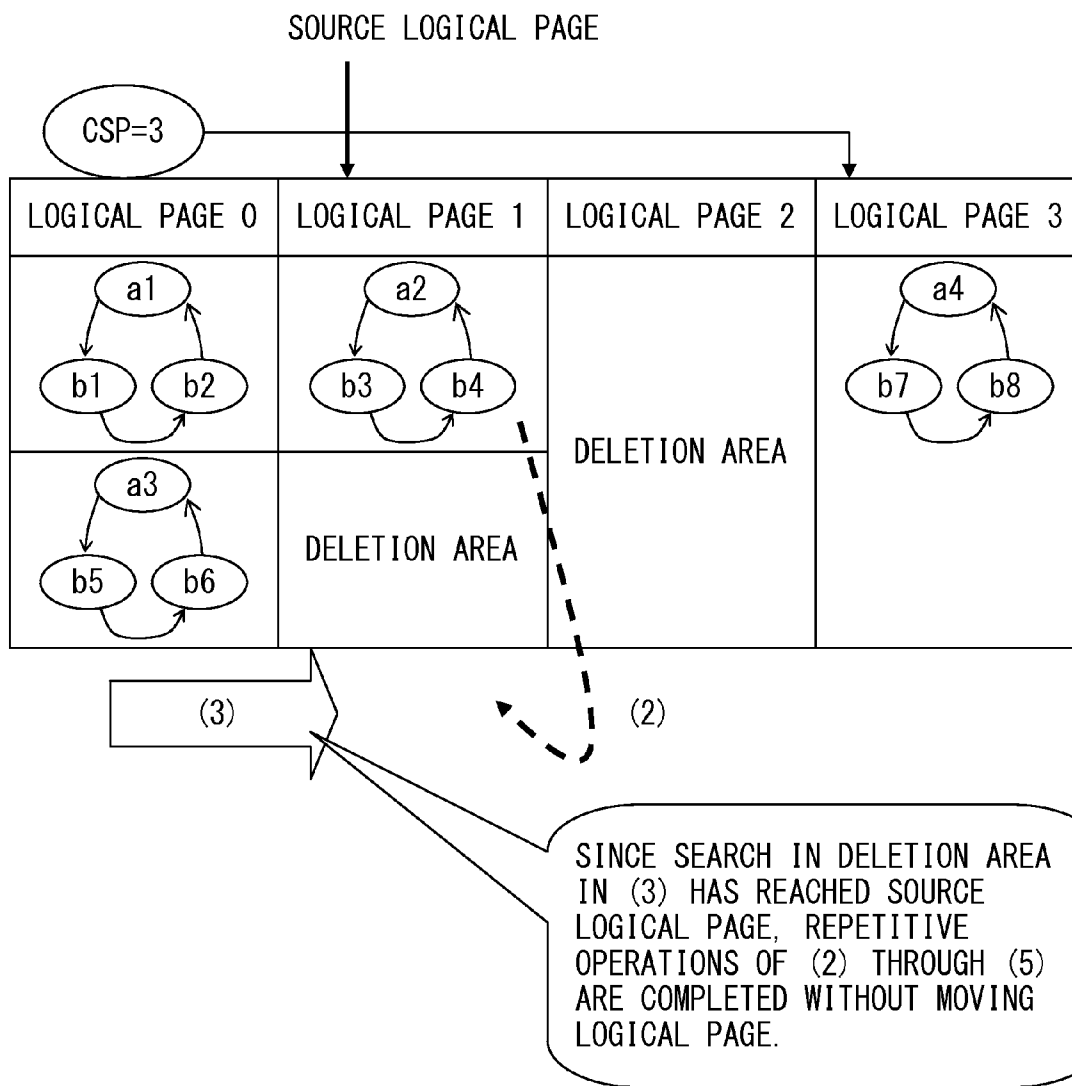 SOURCE LOGICAL PAGE
CSP=3
LOGICAL PAGE 0
LOGICAL PAGE 1
LOGICAL PAGE 2
LOGICAL PAGE 3
a1
b1
b2
a2
b3
b4
DELETION AREA
a4
b7
b8
a3
b5
b6
DELETION AREA
(3)
(2)
SINCE SEARCH IN DELETION AREA
IN (3) HAS REACHED SOURCE
LOGICAL PAGE, REPETITIVE
OPERATIONS OF (2) THROUGH (5)
ARE COMPLETED WITHOUT MOVING
LOGICAL PAGE.